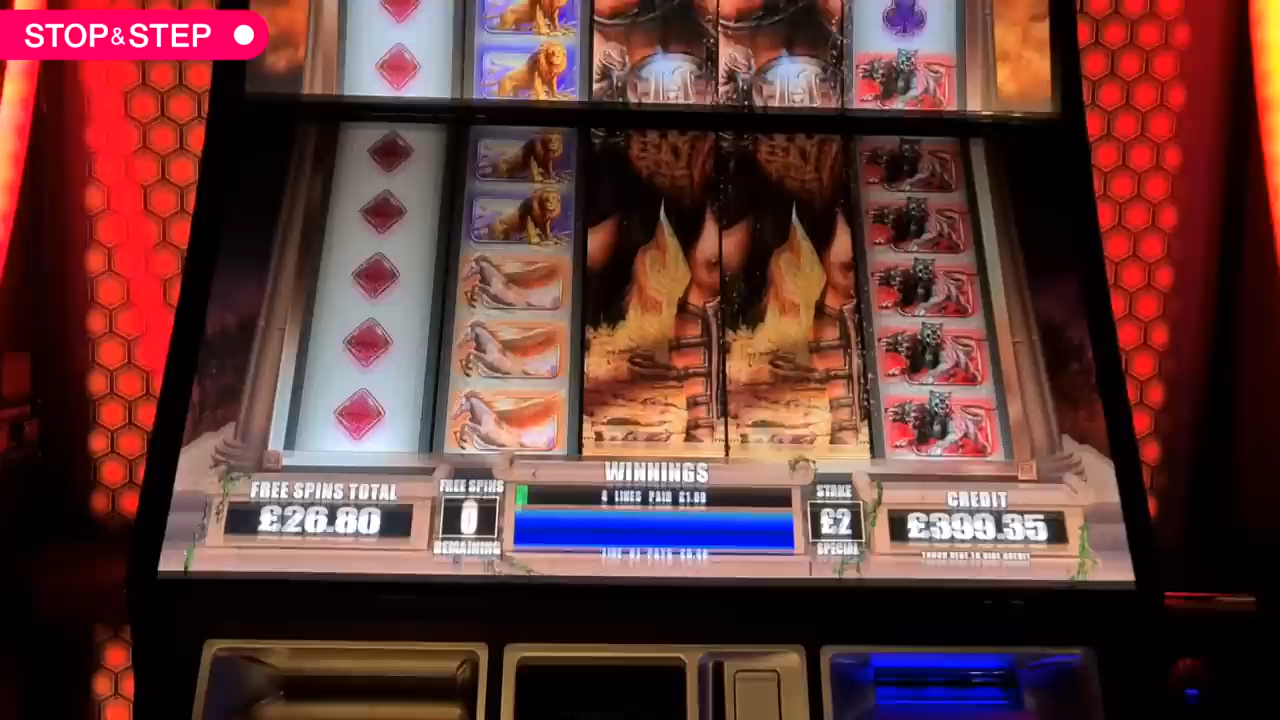 STOP&STEP
WINNINGS
FREE SPINS TOTAL
£26.80
FREE SPINS
0
REMAINING
4 LINES PAID £1.60
STAKE
£2
SPECIAL
CREDIT
£399.35